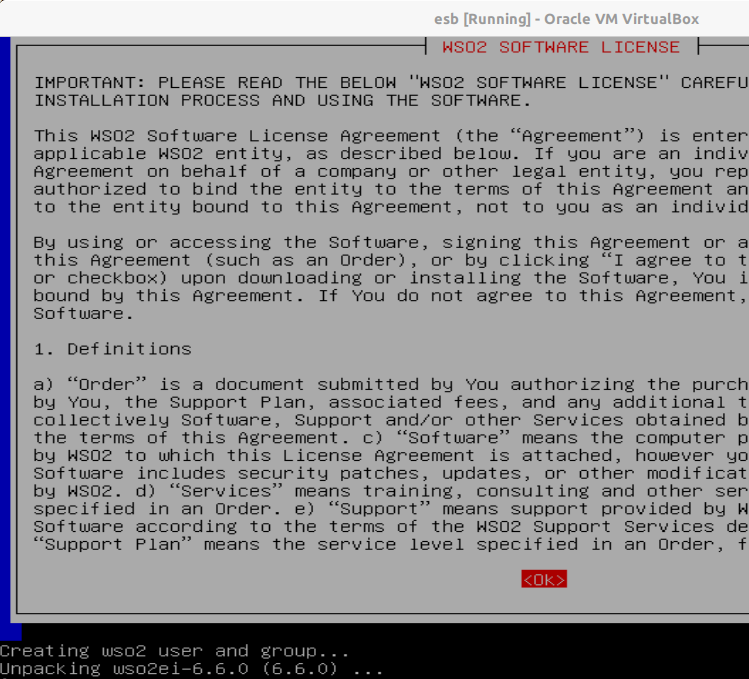 esb [Running] - Oracle VM VirtualBox
WSO2 SOFTWARE LICENSE
IMPORTANT: PLEASE READ THE BELOW "WSO2 SOFTWARE LICENSE" CAREFU
INSTALLATION PROCESS AND USING THE SOFTWARE.
This WSO2 Software License Agreement (the “Agreement”) is enter
applicable WSO2 entity, as described below. If you are an indiv
Agreement on behalf of a company or other legal entity, you rep
authorized to bind the entity to the terms of this Agreement an
to the entity bound to this Agreement, not to you as an individ
By using or accessing the Software, signing this Agreement or a
this Agreement (such as an Order), or by clicking “I agree to t
or checkbox) upon downloading or installing the Software, You i
bound by this Agreement. If You do not agree to this Agreement,
Software.
1. Definitions
a) “Order” is a document submitted by You authorizing the purch
by You, the Support Plan, associated fees, and any additional t
collectively Software, Support and/or other Services obtained b
the terms of this Agreement. c) “Software” means the computer p
by WSO2 to which this License Agreement is attached, however yo
Software includes security patches, updates, or other modificat
by WSO2. d) “Services” means training, consulting and other ser
specified in an Order. e) “Support” means support provided by W
Software according to the terms of the WSO2 Support Services de
“Support Plan” means the service level specified in an Order, f
<Ok>
Creating wso2 user and group...
Unpacking wso2ei-6.6.0 (6.6.0) ...